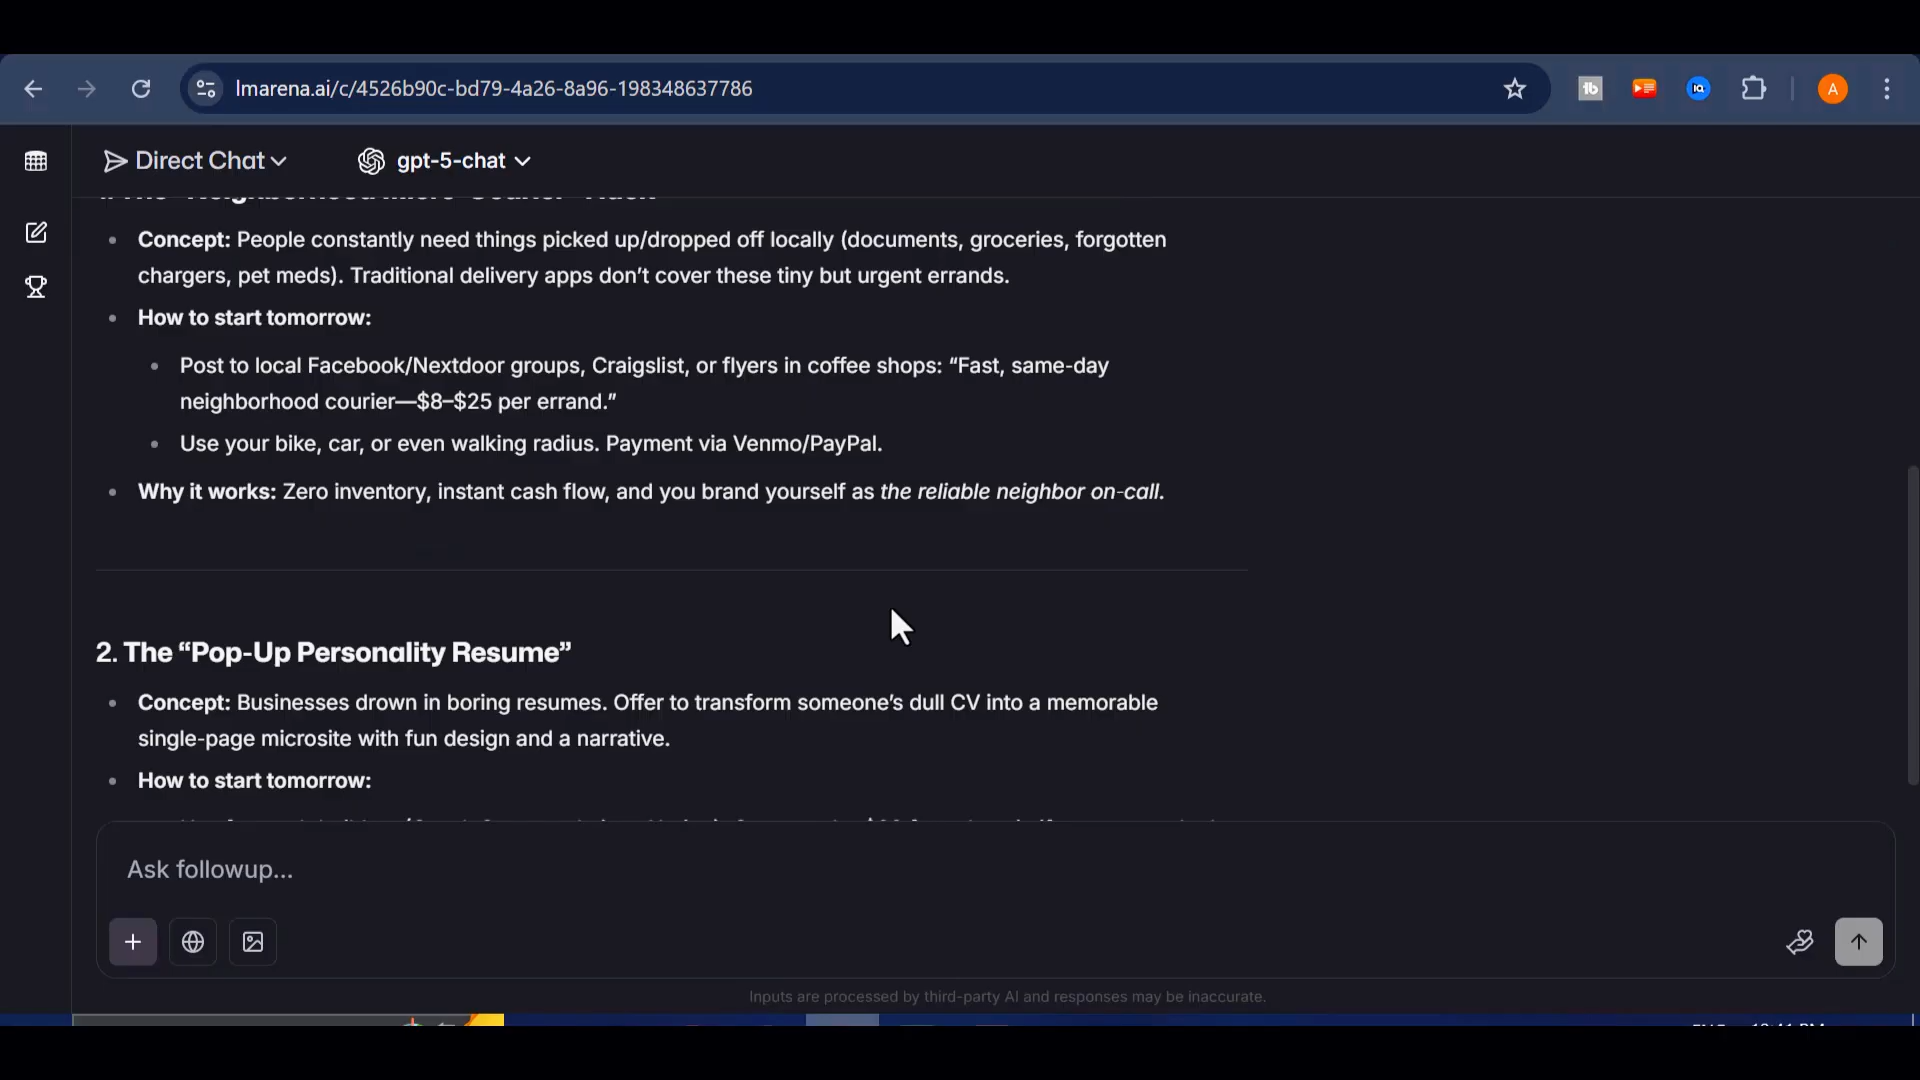 lmarena.ai/c/4526b90c-bd79-4a26-8a96-198348637786
A
Direct Chat
gpt-5-chat
Concept: People constantly need things picked up/dropped off locally (documents, groceries, forgotten
chargers, pet meds). Traditional delivery apps don’t cover these tiny but urgent errands.
How to start tomorrow:
Post to local Facebook/Nextdoor groups, Craigslist, or flyers in coffee shops: “Fast, same-day
neighborhood courier—$8–$25 per errand.”
Use your bike, car, or even walking radius. Payment via Venmo/PayPal.
Why it works: Zero inventory, instant cash flow, and you brand yourself as the reliable neighbor on-call.
2. The “Pop-Up Personality Resume”
Concept: Businesses drown in boring resumes. Offer to transform someone’s dull CV into a memorable
single-page microsite with fun design and a narrative.
How to start tomorrow:
Ask followup...
Inputs are processed by third-party AI and responses may be inaccurate.